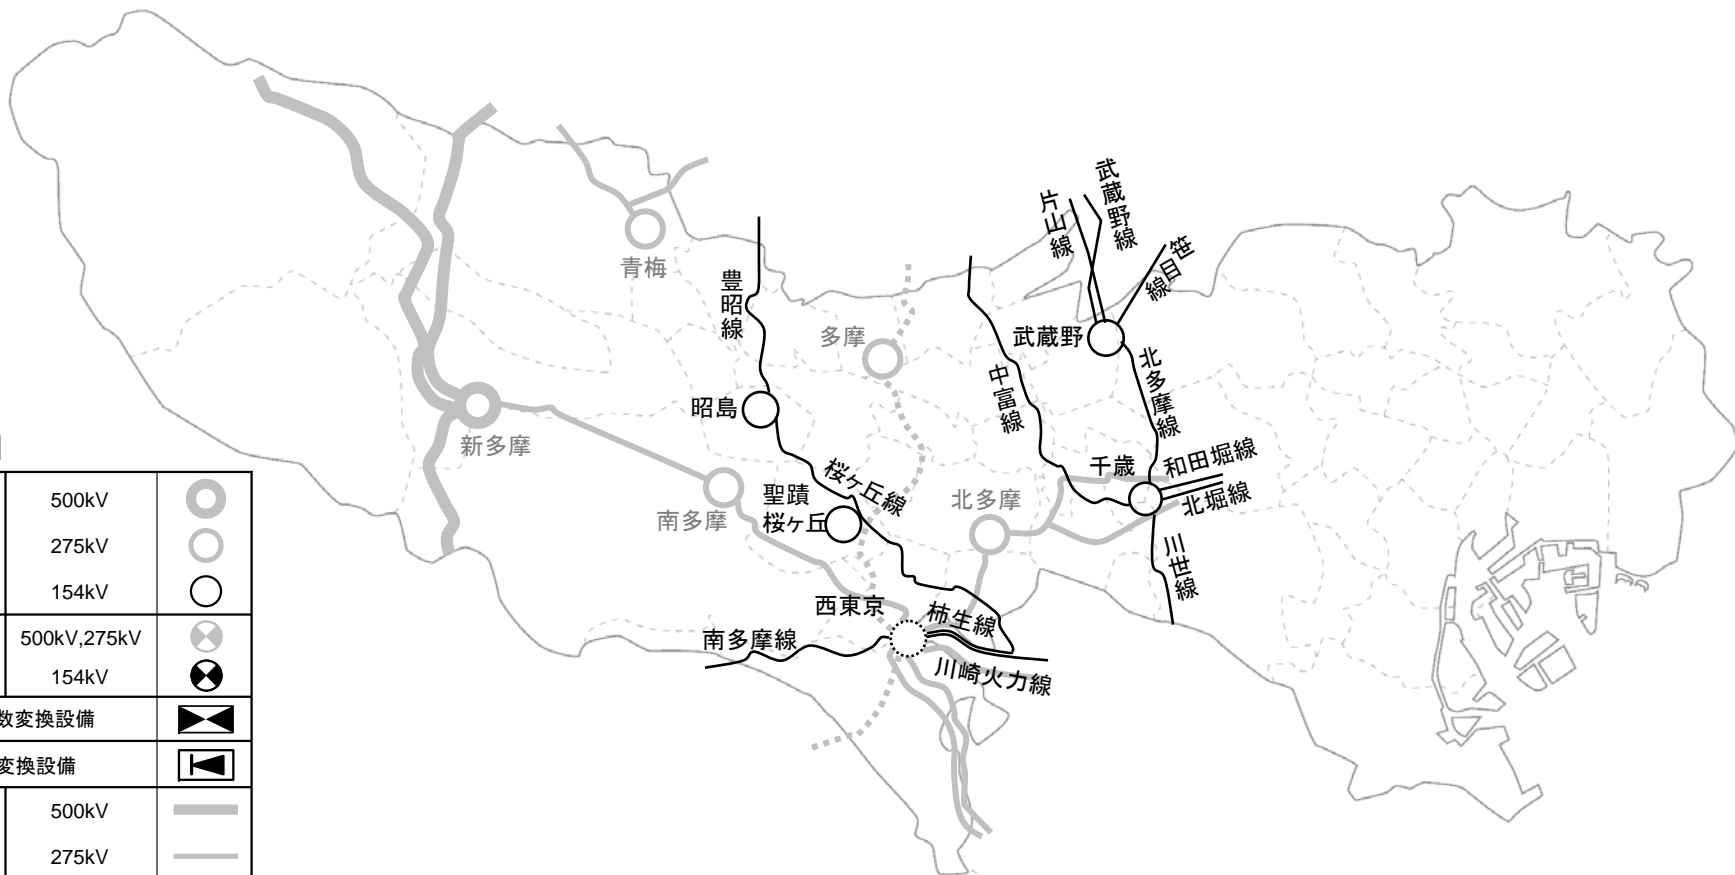 武蔵野線
片山線
笹目線
青梅
豊昭線
多摩
武蔵野
北多摩線
中富線
昭島
新多摩
千歳
和田堀線
北堀線
桜ヶ丘線
聖蹟
桜ヶ丘
南多摩
北多摩
川世線
西東京
柿生線
南多摩線
川崎火力線
500kV
275kV
154kV
500kV,275kV
154kV
数変換設備
変換設備
500kV
275kV